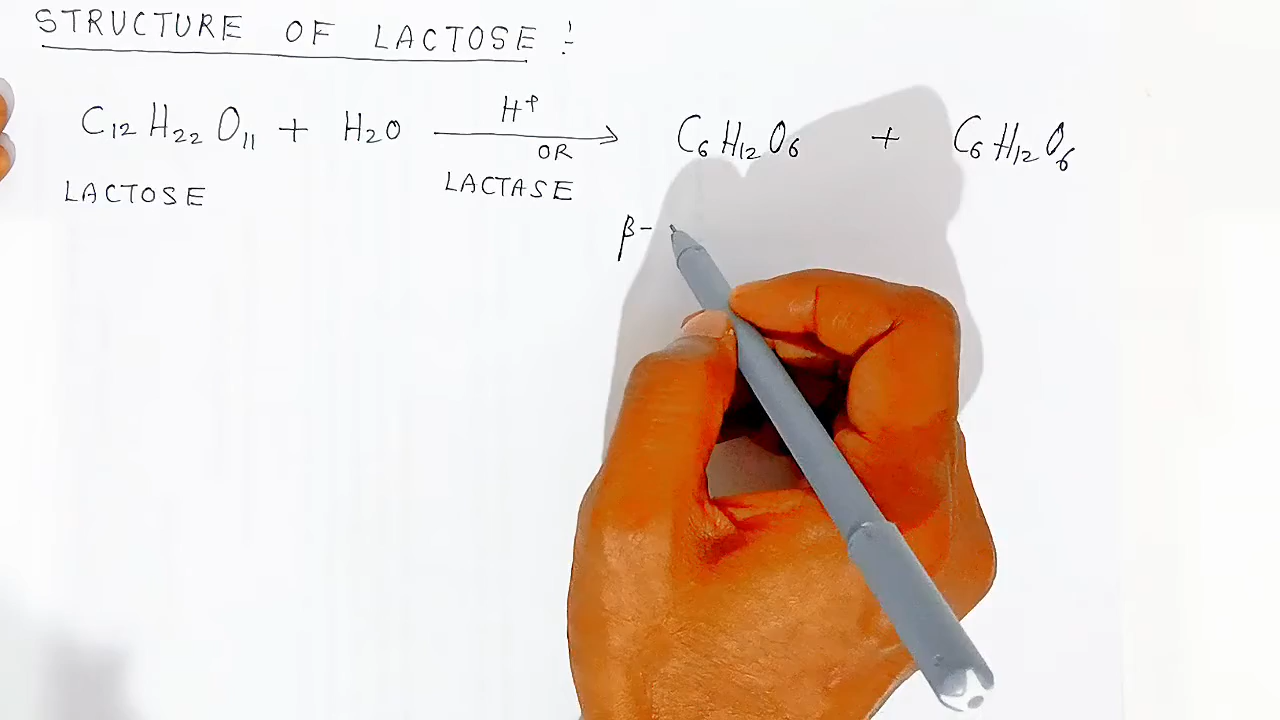 STRUCTURE OF LACTOSE :-
C12 H22 O11 + H2O H+ OR LACTASE → C6 H12 O6 + C6 H12 O6
LACTOSE
β-